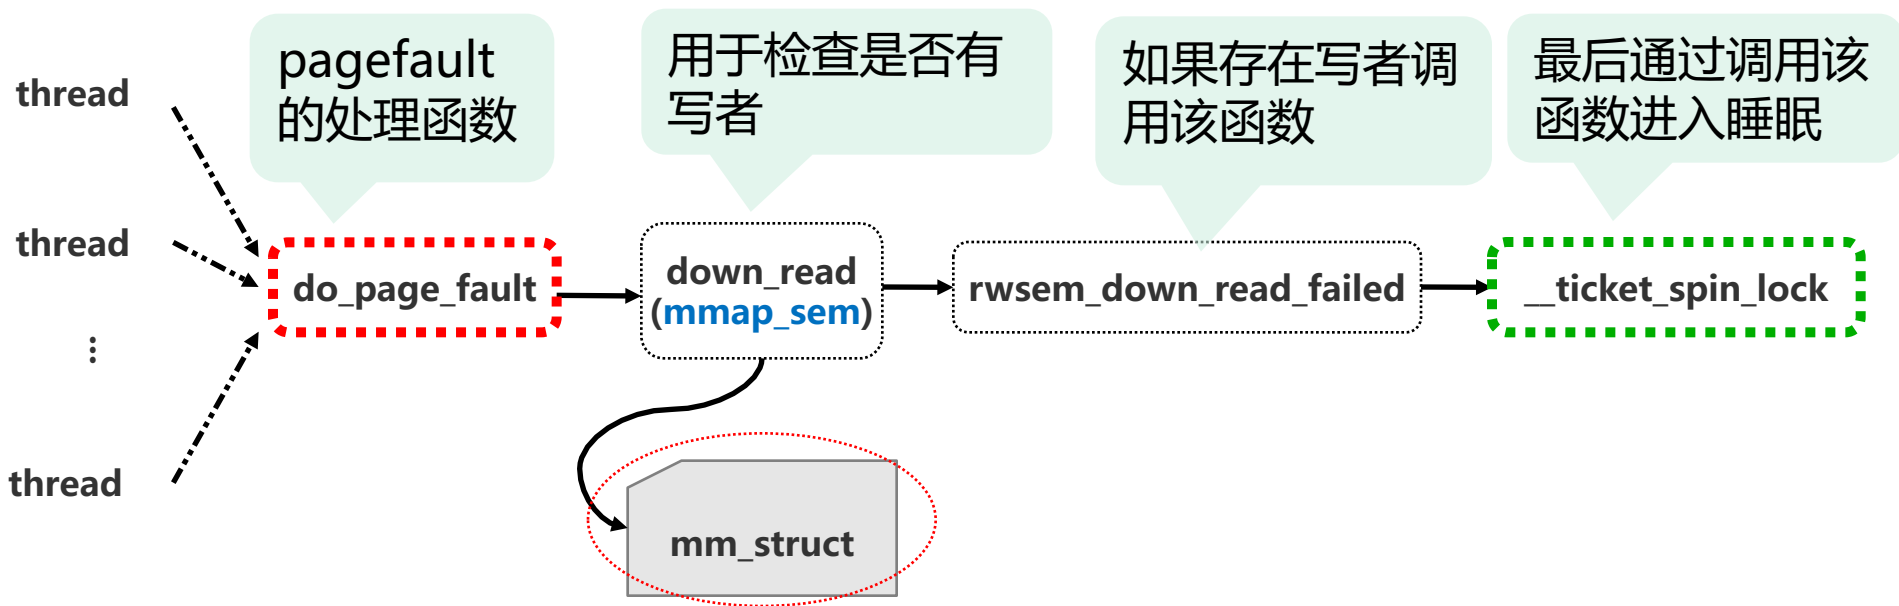 pagefault
的处理函数
用于检查是否有
写者
如果存在写者调
用该函数
最后通过调用该
函数进入睡眠
thread
thread
⋮
thread
do_page_fault
down_read
(mmap_sem)
rwsem_down_read_failed
__ticket_spin_lock
mm_struct